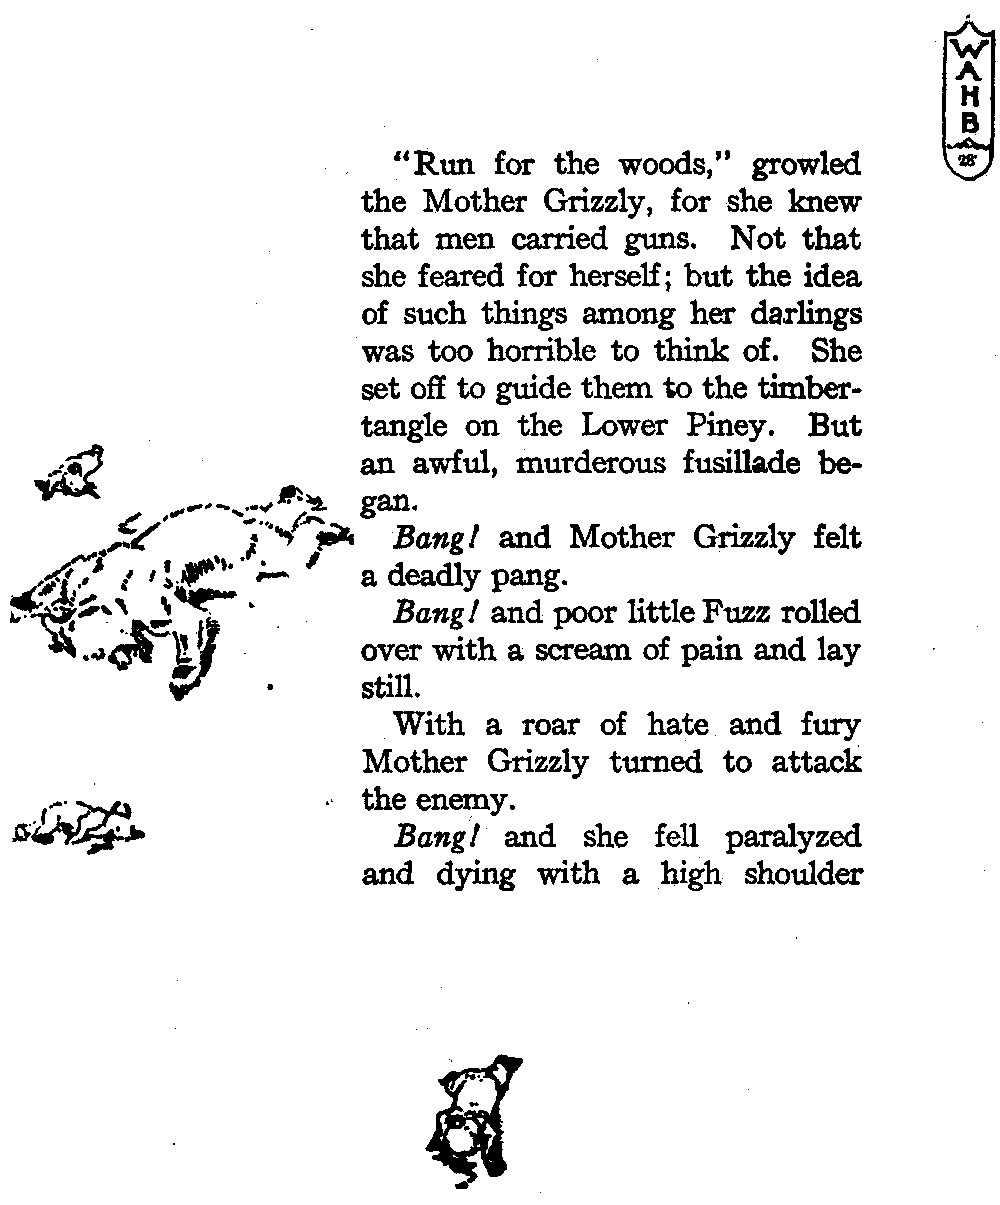 WAHB
28
“Run for the woods,” growled
the Mother Grizzly, for she knew
that men carried guns. Not that
she feared for herself; but the idea
of such things among her darlings
was too horrible to think of. She
set off to guide them to the timber-
tangle on the Lower Piney. But
an awful, murderous fusillade be-
gan.
Bang! and Mother Grizzly felt
a deadly pang.
Bang! and poor little Fuzz rolled
over with a scream of pain and lay
still.
With a roar of hate and fury
Mother Grizzly turned to attack
the enemy.
Bang! and she fell paralyzed
and dying with a high shoulder